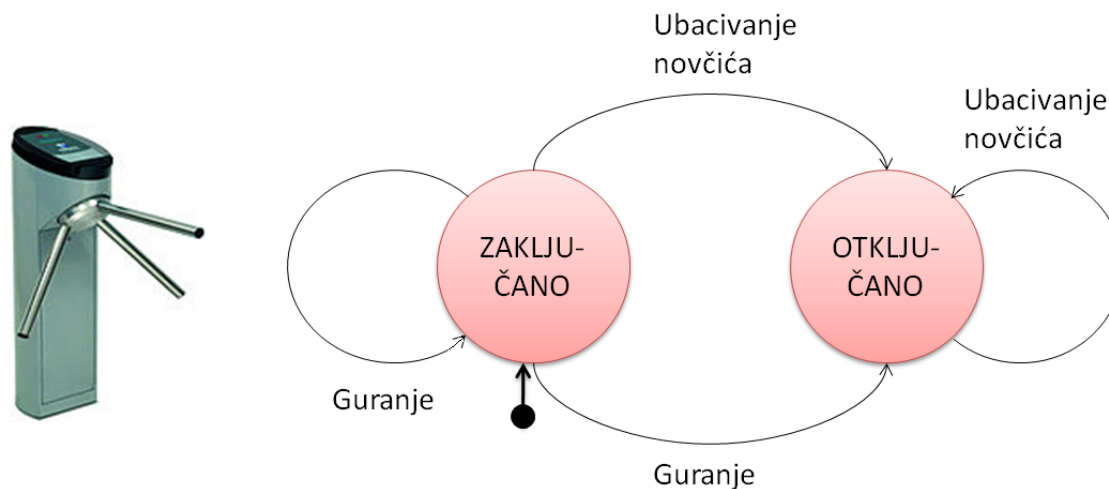 Ubacivanje
novčića
Ubacivanje
novčića
ZAKLJU-
ČANO
OTKLJU-
ČANO
Guranje
Guranje